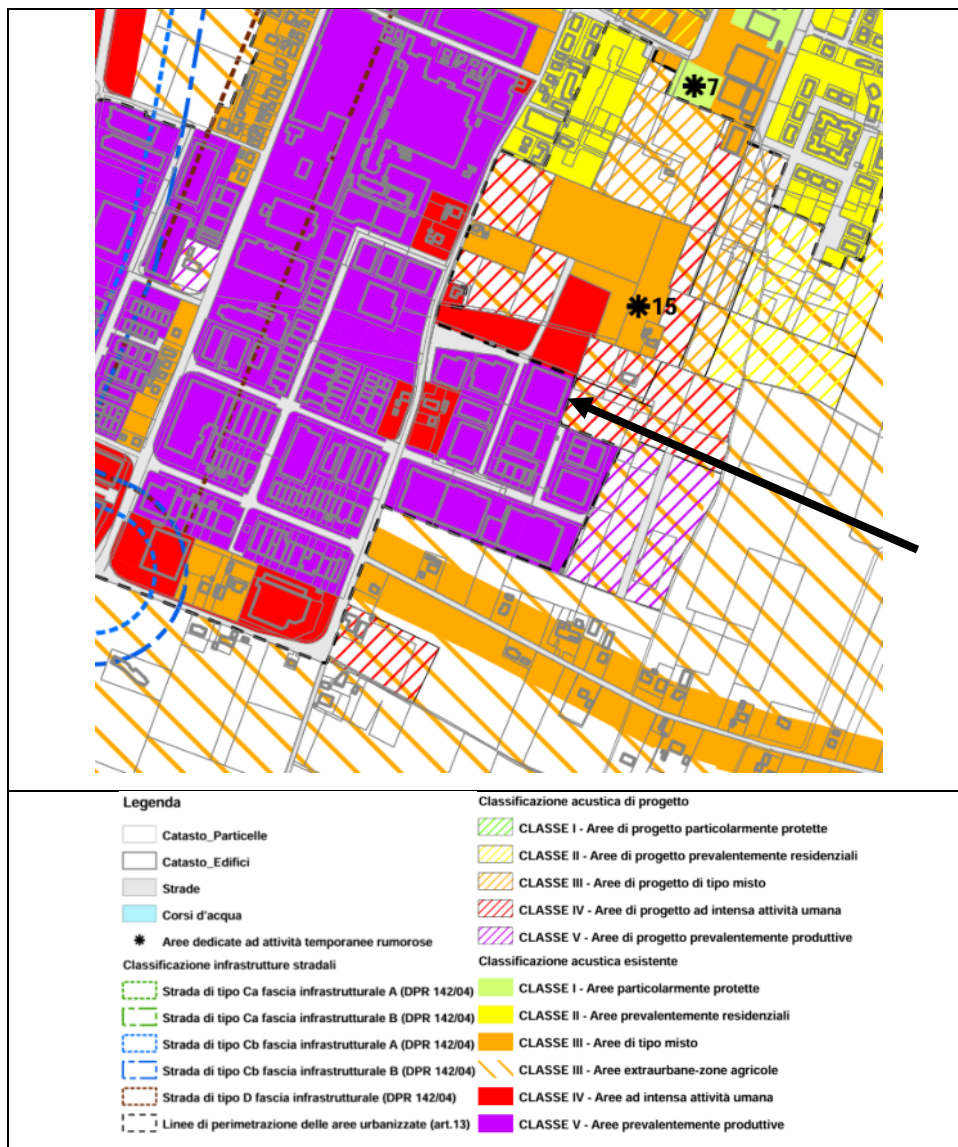 7
15
Legenda
Catasto_Particelle
Catasto_Edifici
Strade
Corsi d'acqua
Aree dedicate ad attività temporanee rumorose
Classificazione infrastrutture stradali
Strada di tipo Ca fascia infrastrutturale A (DPR 142/04)
Strada di tipo Ca fascia infrastrutturale B (DPR 142/04)
Strada di tipo Cb fascia infrastrutturale A (DPR 142/04)
Strada di tipo Cb fascia infrastrutturale B (DPR 142/04)
Strada di tipo D fascia infrastrutturale (DPR 142/04)
Linee di perimetrazione delle aree urbanizzate (art.13)
Classificazione acustica di progetto
CLASSE I - Aree di progetto particolarmente protette
CLASSE II - Aree di progetto prevalentemente residenziali
CLASSE III - Aree di progetto di tipo misto
CLASSE IV - Aree di progetto ad intensa attività umana
CLASSE V - Aree di progetto prevalentemente produttive
Classificazione acustica esistente
CLASSE I - Aree particolarmente protette
CLASSE II - Aree prevalentemente residenziali
CLASSE III - Aree di tipo misto
CLASSE III - Aree extraurbane-zone agricole
CLASSE IV - Aree ad intensa attività umana
CLASSE V - Aree prevalentemente produttive